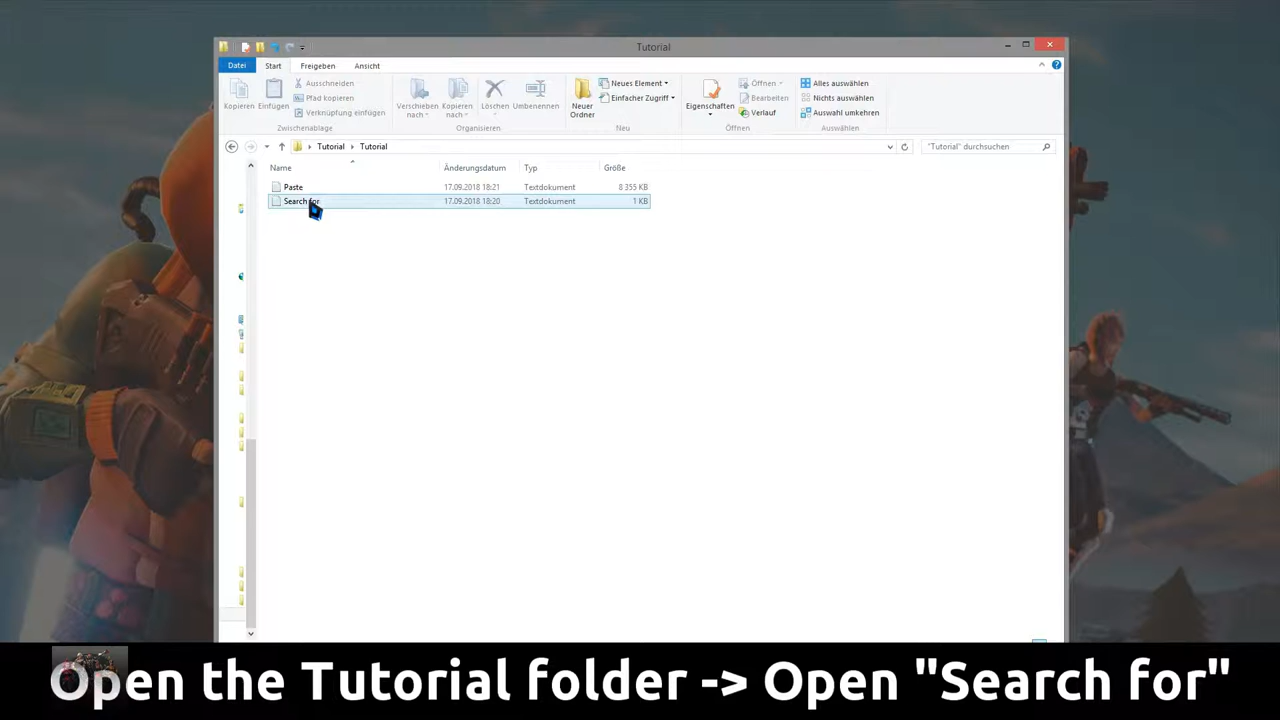 Tutorial
Datei Start Freigeben Ansicht
Kopieren Einfügen Ausschneiden Pfad kopieren Verknüpfung einfügen
Zwischenablage
Verschieben nach Kopieren nach Löschen Umbenennen
Organisieren
Neuer Ordner Neues Element Einfacher Zugriff
Neu
Eigenschaften Öffnen Bearbeiten Verlauf
Öffnen
Alles auswählen Nichts auswählen Auswahl umkehren
Auswählen
Tutorial Tutorial "Tutorial" durchsuchen
Name Änderungsdatum Typ Größe
Paste 17.09.2018 18:21 Textdokument 8 355 KB
Search for 17.09.2018 18:20 Textdokument 1 KB
Open the Tutorial folder -> Open "Search for"